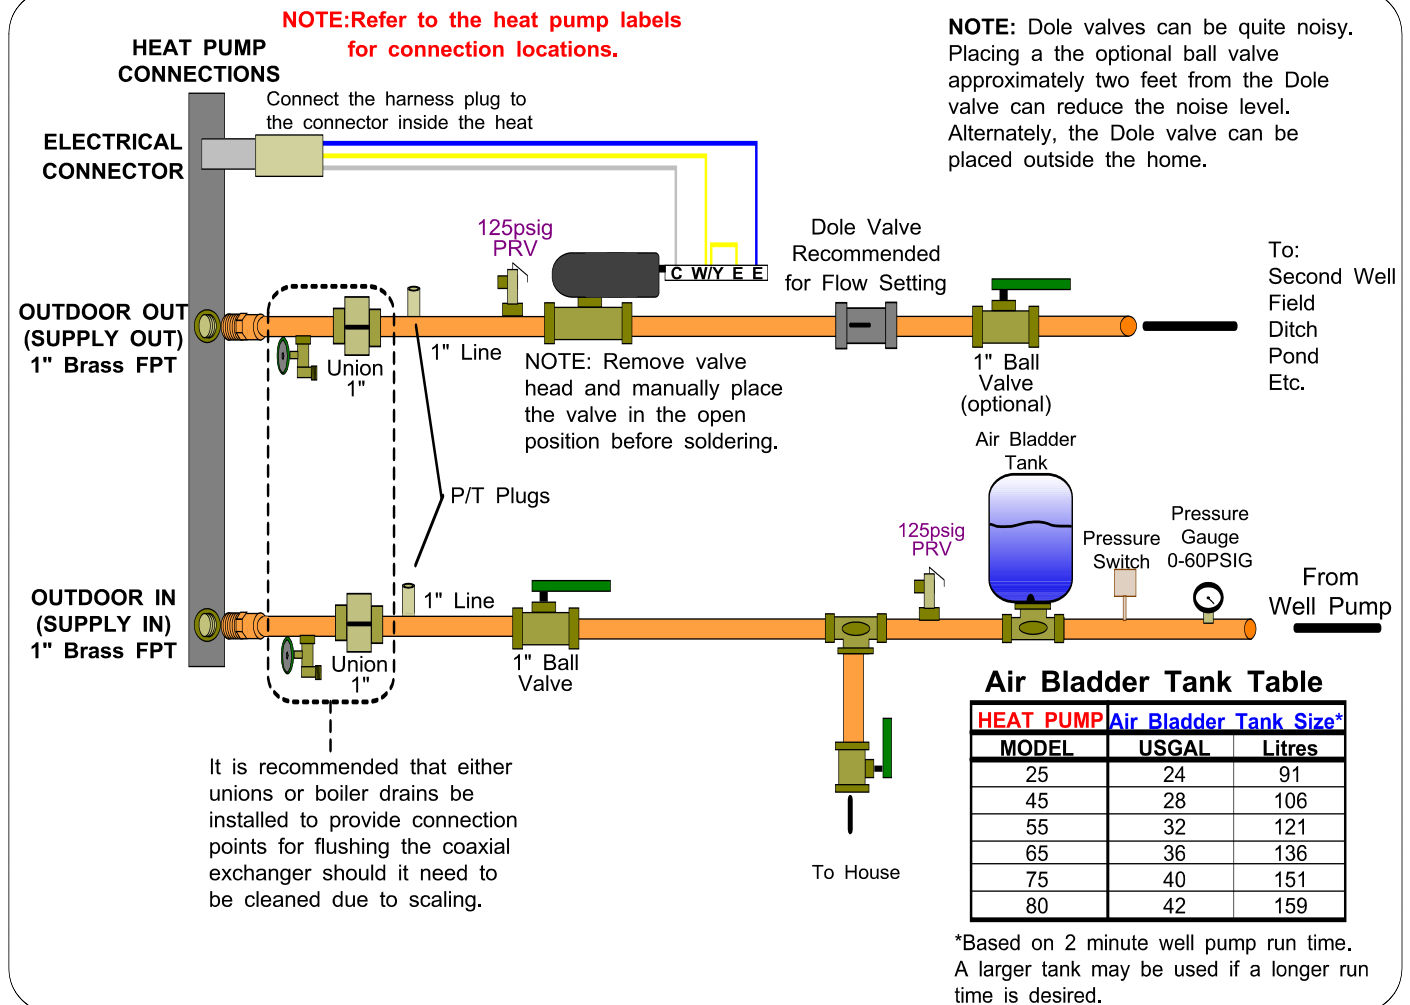 NOTE:Refer to the heat pump labels
for connection locations.
NOTE: Dole valves can be quite noisy.
Placing a the optional ball valve
approximately two feet from the Dole
valve can reduce the noise level.
Alternately, the Dole valve can be
placed outside the home.
HEAT PUMP
CONNECTIONS
Connect the harness plug to
the connector inside the heat
ELECTRICAL
CONNECTOR
125psig
PRV
C W/Y E E
Dole Valve
Recommended
for Flow Setting
To:
Second Well
Field
Ditch
Pond
Etc.
OUTDOOR OUT
(SUPPLY OUT)
1" Brass FPT
Union
1"
1" Line
NOTE: Remove valve
head and manually place
the valve in the open
position before soldering.
1" Ball
Valve
(optional)
P/T Plugs
Air Bladder
Tank
125psig
PRV
Pressure
Switch
Pressure
Gauge
0-60PSIG
From
Well Pump
OUTDOOR IN
(SUPPLY IN)
1" Brass FPT
Union
1"
1" Line
1" Ball
Valve
To House
It is recommended that either
unions or boiler drains be
installed to provide connection
points for flushing the coaxial
exchanger should it need to
be cleaned due to scaling.
Air Bladder Tank Table
HEAT PUMP Air Bladder Tank Size*
MODEL USGAL Litres
25 24 91
45 28 106
55 32 121
65 36 136
75 40 151
80 42 159
*Based on 2 minute well pump run time.
A larger tank may be used if a longer run
time is desired.